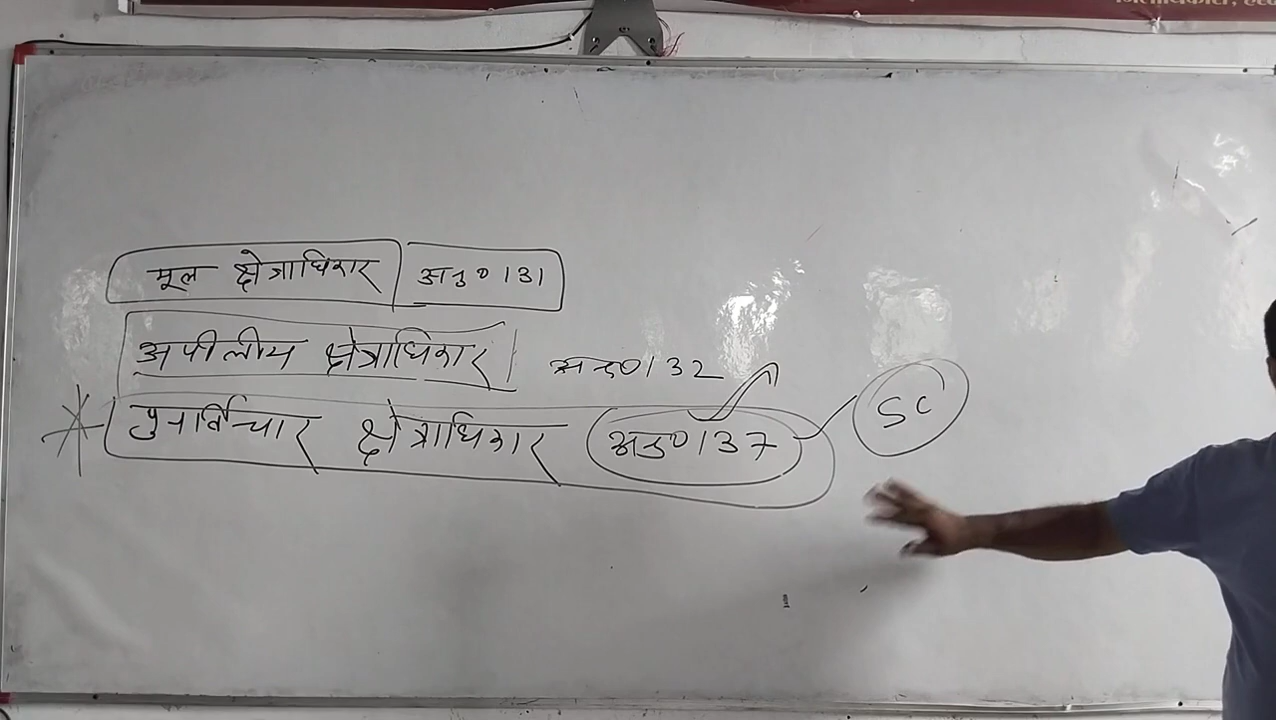 मूल क्षेत्राधिकार अनु० 131
अपीलीय क्षेत्राधिकार अनु० 132
पुनर्विचार क्षेत्राधिकार अनु० 137 SC